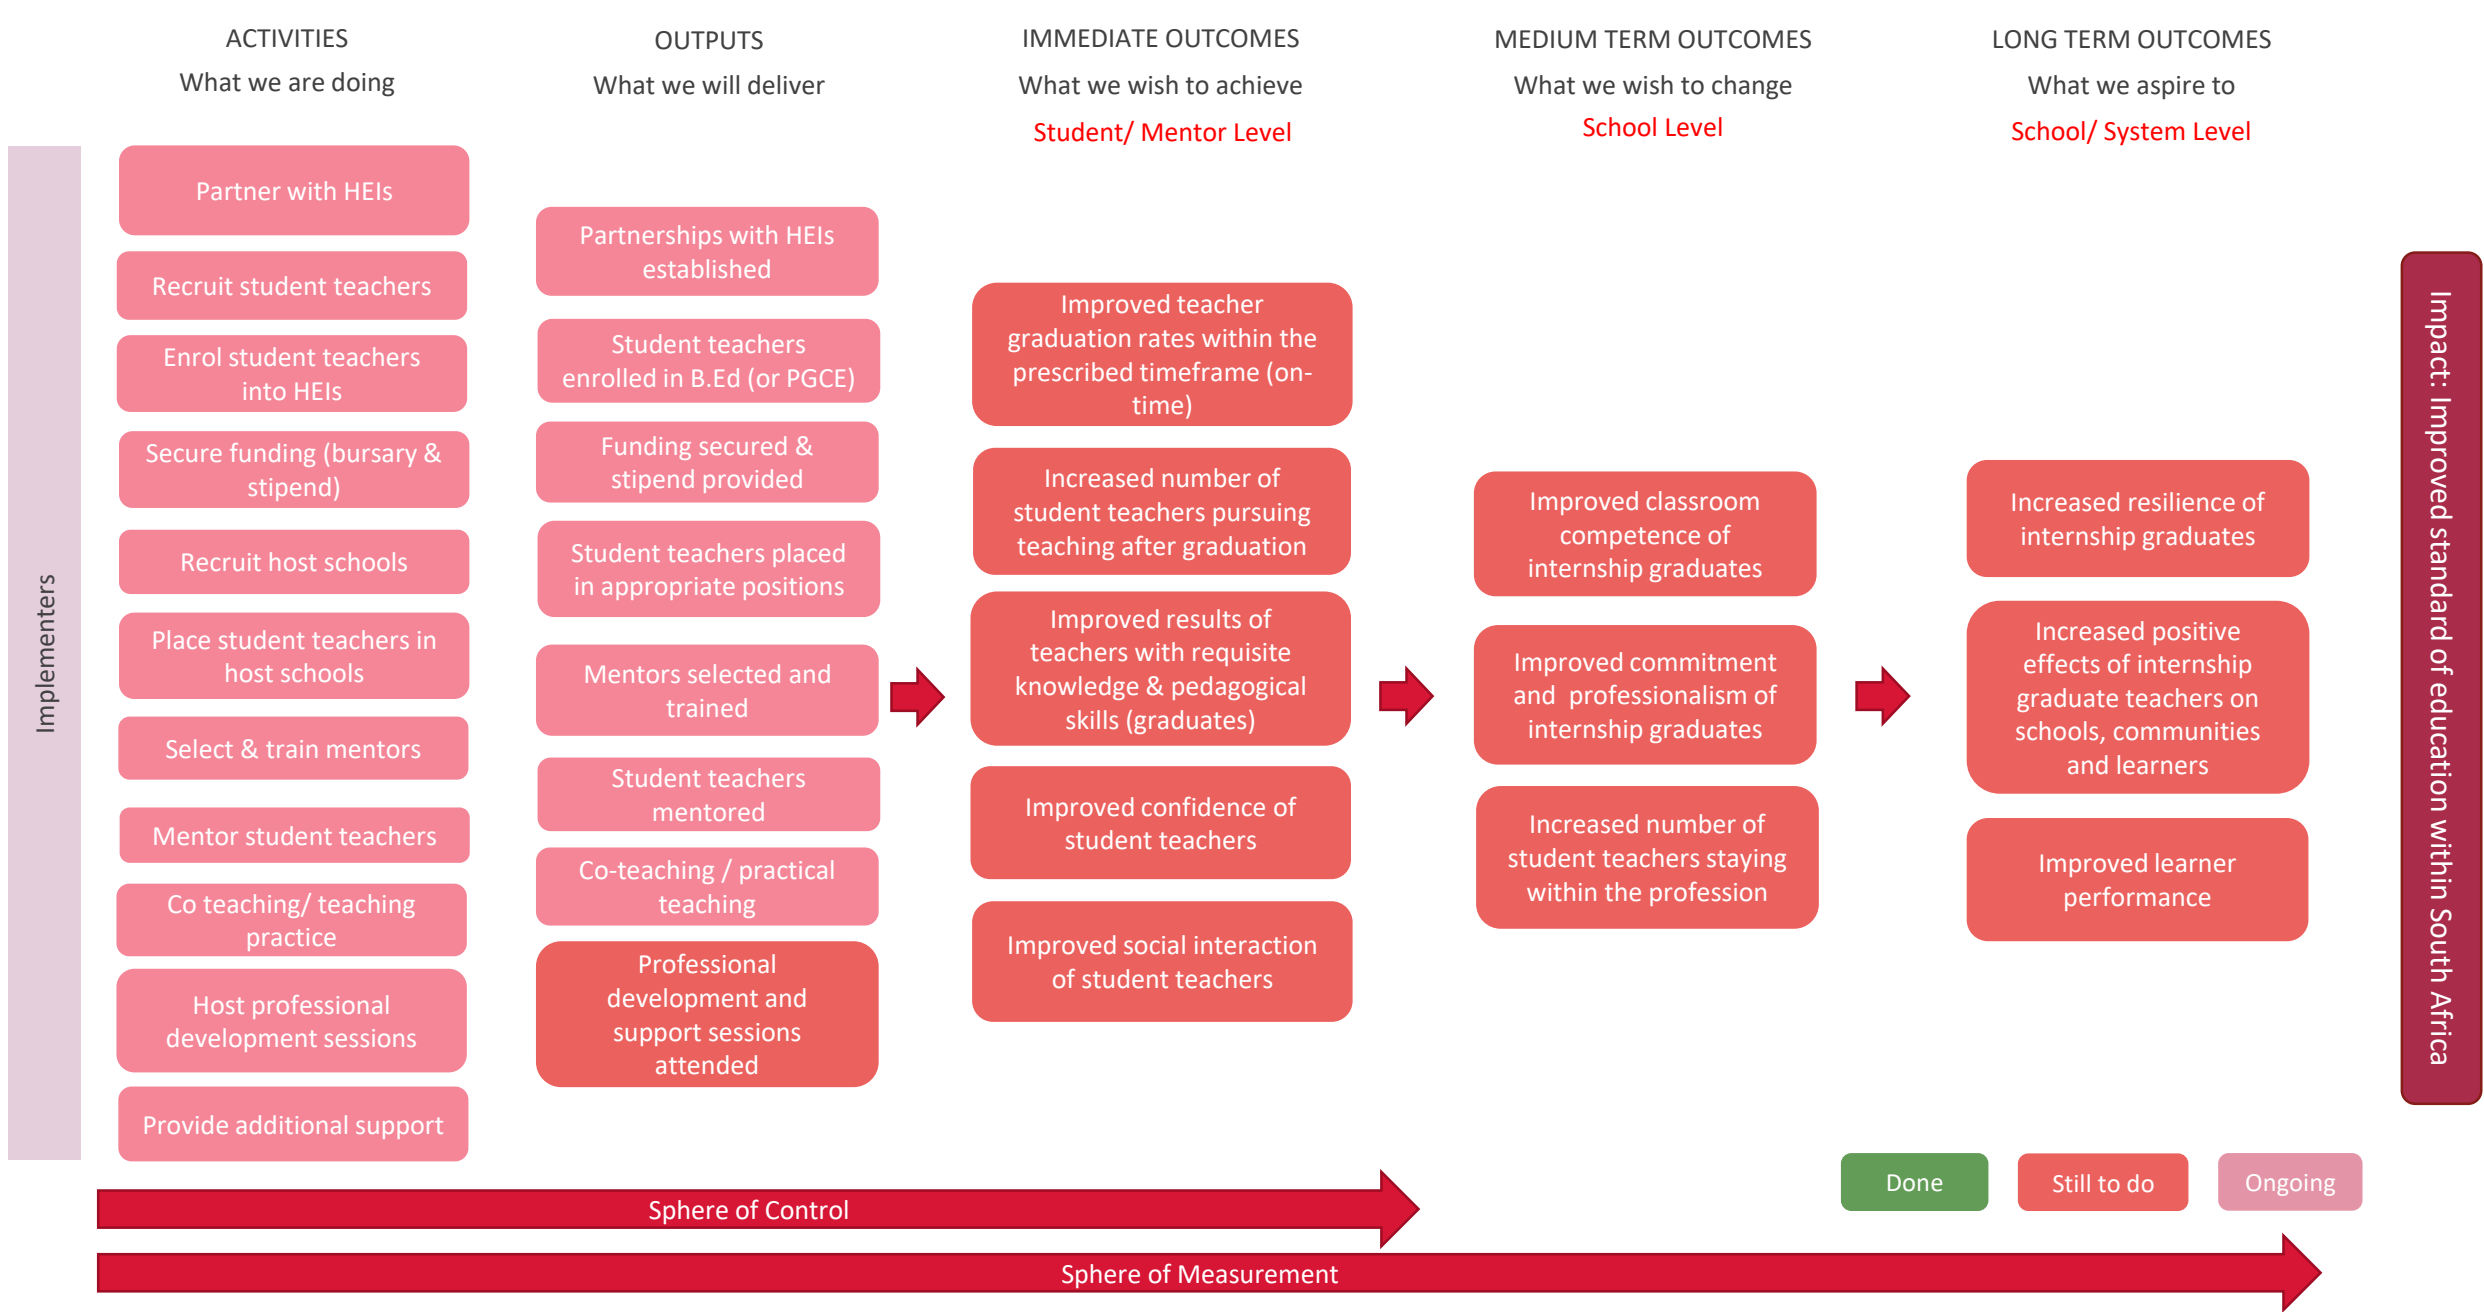 ACTIVITIES
What we are doing
OUTPUTS
What we will deliver
IMMEDIATE OUTCOMES
What we wish to achieve
Student/ Mentor Level
MEDIUM TERM OUTCOMES
What we wish to change
School Level
LONG TERM OUTCOMES
What we aspire to
School/ System Level
Implementers
Partner with HEIs
Recruit student teachers
Enrol student teachers
into HEIs
Secure funding (bursary &
stipend)
Recruit host schools
Place student teachers in
host schools
Select & train mentors
Mentor student teachers
Co teaching/ teaching
practice
Host professional
development sessions
Provide additional support
Partnerships with HEIs
established
Student teachers
enrolled in B.Ed (or PGCE)
Funding secured &
stipend provided
Student teachers placed
in appropriate positions
Mentors selected and
trained
Student teachers
mentored
Co-teaching / practical
teaching
Professional
development and
support sessions
attended
Improved teacher
graduation rates within the
prescribed timeframe (on-
time)
Increased number of
student teachers pursuing
teaching after graduation
Improved results of
teachers with requisite
knowledge & pedagogical
skills (graduates)
Improved confidence of
student teachers
Improved social interaction
of student teachers
Improved classroom
competence of
internship graduates
Improved commitment
and professionalism of
internship graduates
Increased number of
student teachers staying
within the profession
Increased resilience of
internship graduates
Increased positive
effects of internship
graduate teachers on
schools, communities
and learners
Improved learner
performance
Impact: Improved standard of education within South Africa
Done
Still to do
Ongoing
Sphere of Control
Sphere of Measurement